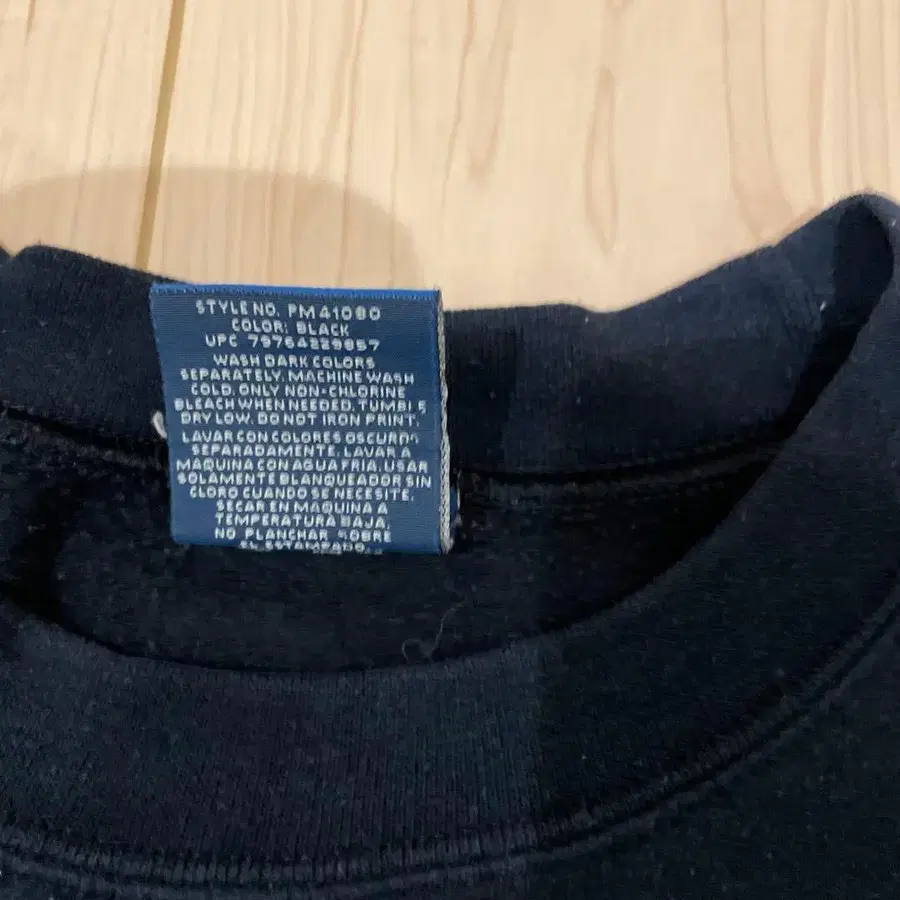 STYLE NO. PM41080
COLOR: BLACK
UPC 79764229857
WASH DARK COLORS
SEPARATELY. MACHINE WASH
COLD. ONLY NON-CHLORINE
BLEACH WHEN NEEDED. TUMBLE
DRY LOW. DO NOT IRON PRINT.
LAVAR CON COLORES OSCUROS
SEPARADAMENTE. LAVAR A
MAQUINA CON AGUA FRIA. USAR
SOLAMENTE BLANQUEADOR SIN
CLORO CUANDO SE NECESITE.
SECAR EN MAQUINA A
TEMPERATURA BAJA.
NO PLANCHAR SOBRE
EL ESTAMPADO.